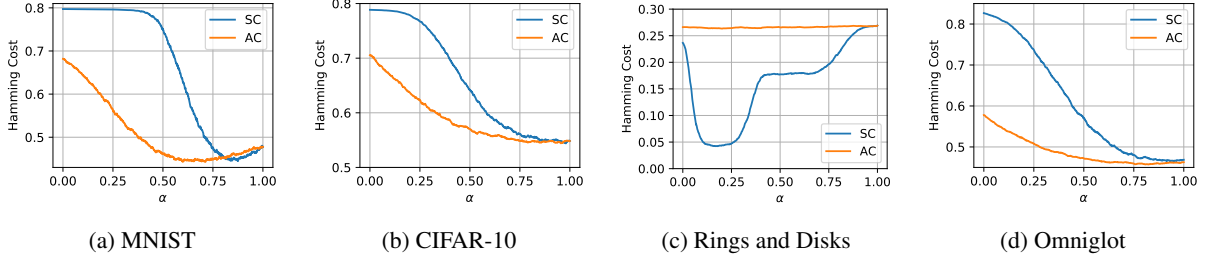 0.8
0.7
0.6
0.5
Hamming Cost
SC
AC
0.00 0.25 0.50 0.75 1.00
α
(a) MNIST
0.8
0.7
0.6
0.5
Hamming Cost
SC
AC
0.00 0.25 0.50 0.75 1.00
α
(b) CIFAR-10
0.30
0.25
0.20
0.15
0.10
0.05
0.00
Hamming Cost
SC
AC
0.00 0.25 0.50 0.75 1.00
α
(c) Rings and Disks
0.8
0.7
0.6
0.5
Hamming Cost
SC
AC
0.00 0.25 0.50 0.75 1.00
α
(d) Omniglot